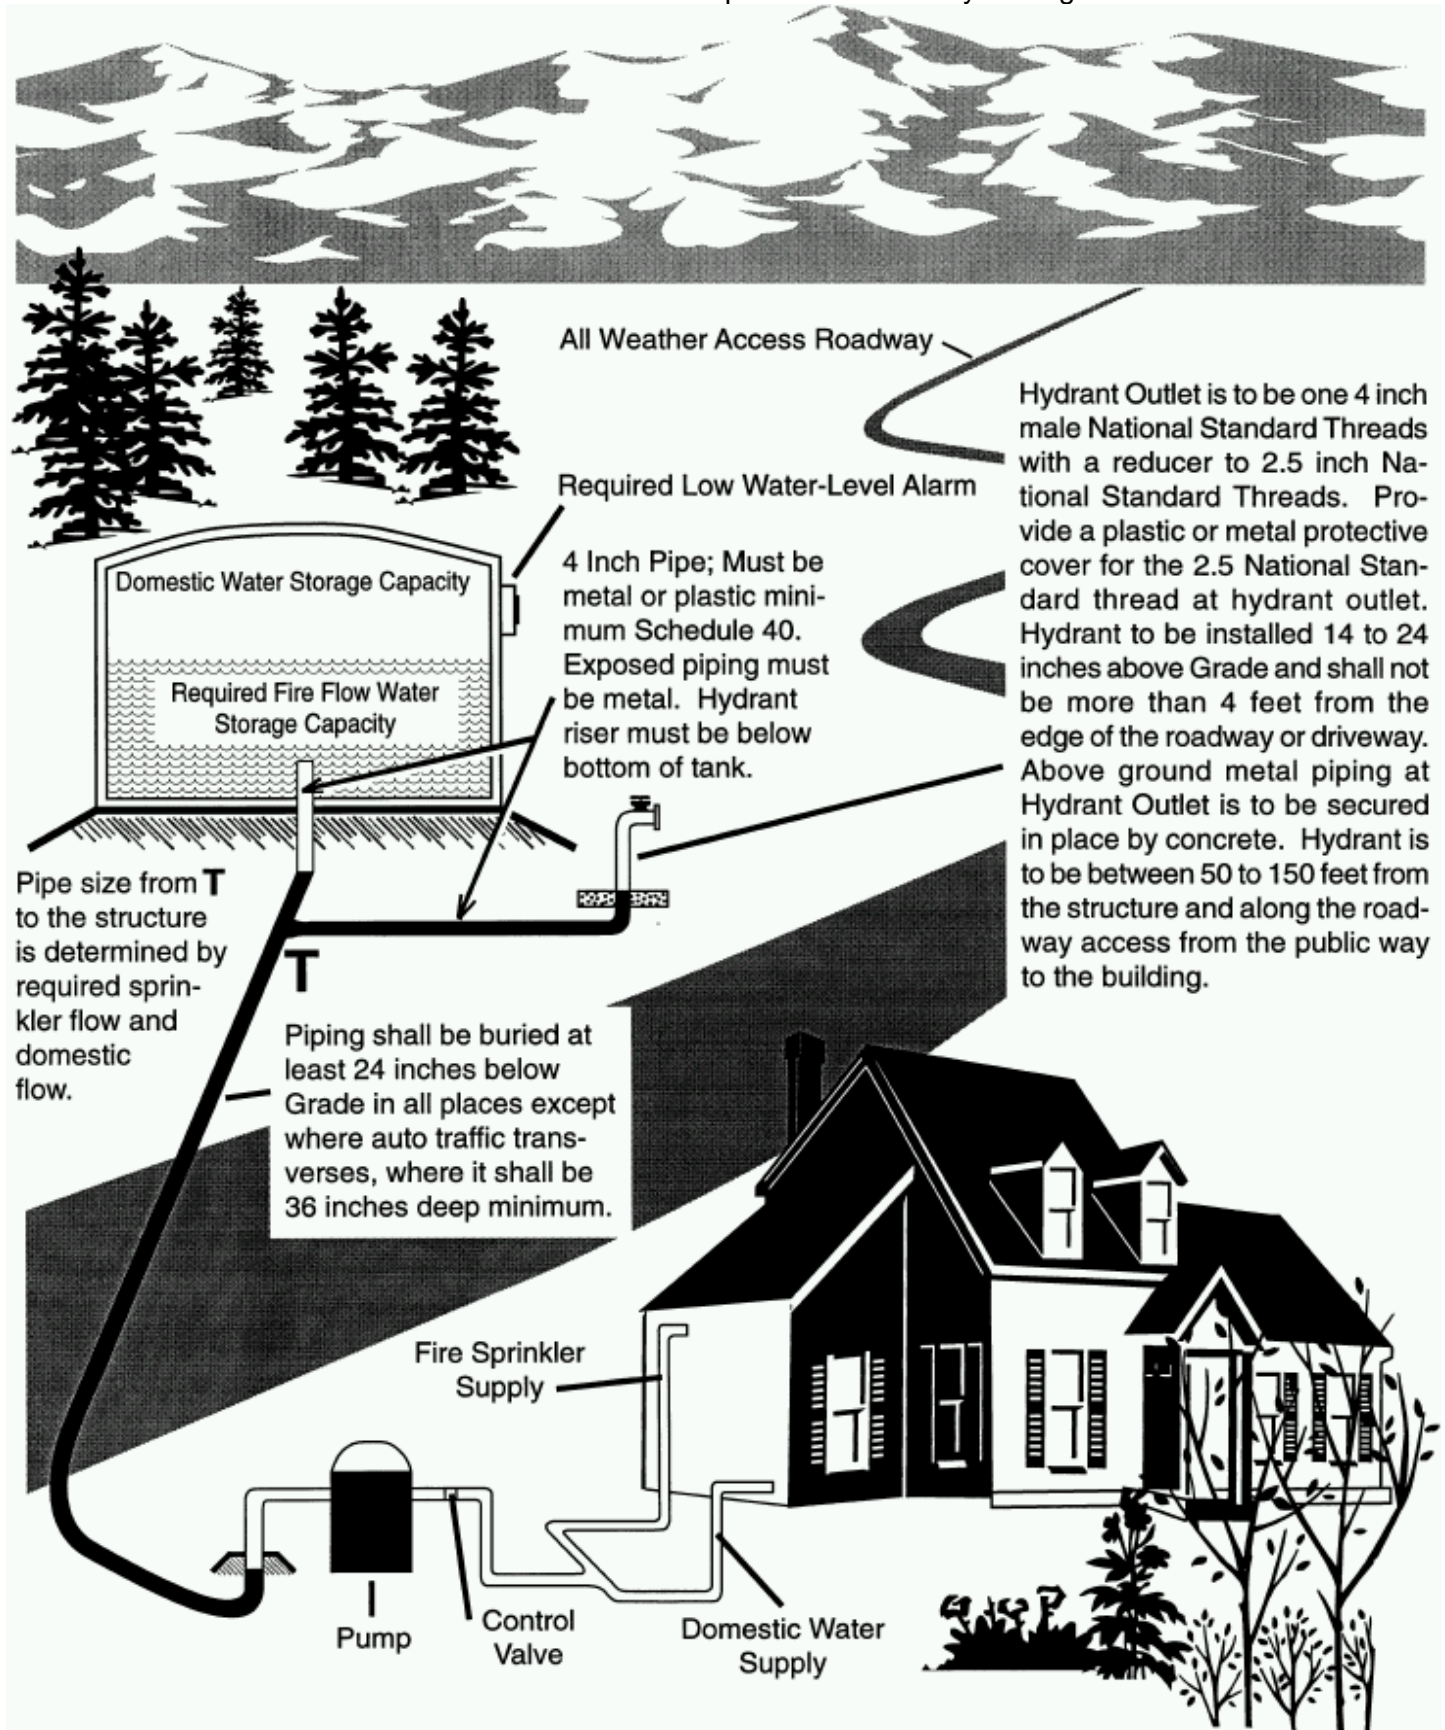 All Weather Access Roadway
Hydrant Outlet is to be one 4 inch
male National Standard Threads
with a reducer to 2.5 inch Na-
tional Standard Threads. Pro-
vide a plastic or metal protective
cover for the 2.5 National Stan-
dard thread at hydrant outlet.
Hydrant to be installed 14 to 24
inches above Grade and shall not
be more than 4 feet from the
edge of the roadway or driveway.
Above ground metal piping at
Hydrant Outlet is to be secured
in place by concrete. Hydrant is
to be between 50 to 150 feet from
the structure and along the road-
way access from the public way
to the building.
Required Low Water-Level Alarm
4 Inch Pipe; Must be
metal or plastic mini-
mum Schedule 40.
Exposed piping must
be metal. Hydrant
riser must be below
bottom of tank.
Domestic Water Storage Capacity
Required Fire Flow Water
Storage Capacity
Pipe size from T
to the structure
is determined by
required sprin-
kler flow and
domestic
flow.
T
Piping shall be buried at
least 24 inches below
Grade in all places except
where auto traffic trans-
verses, where it shall be
36 inches deep minimum.
Fire Sprinkler
Supply
Pump
Control
Valve
Domestic Water
Supply